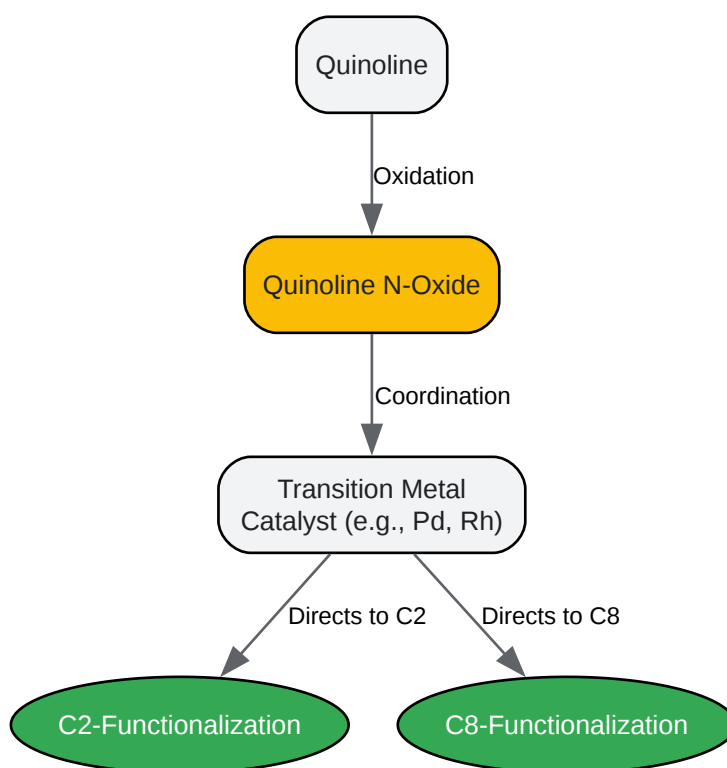 Quinoline
Oxidation
Quinoline N-Oxide
Coordination
Transition Metal
Catalyst (e.g., Pd, Rh)
Directs to C2
Directs to C8
C2-Functionalization
C8-Functionalization